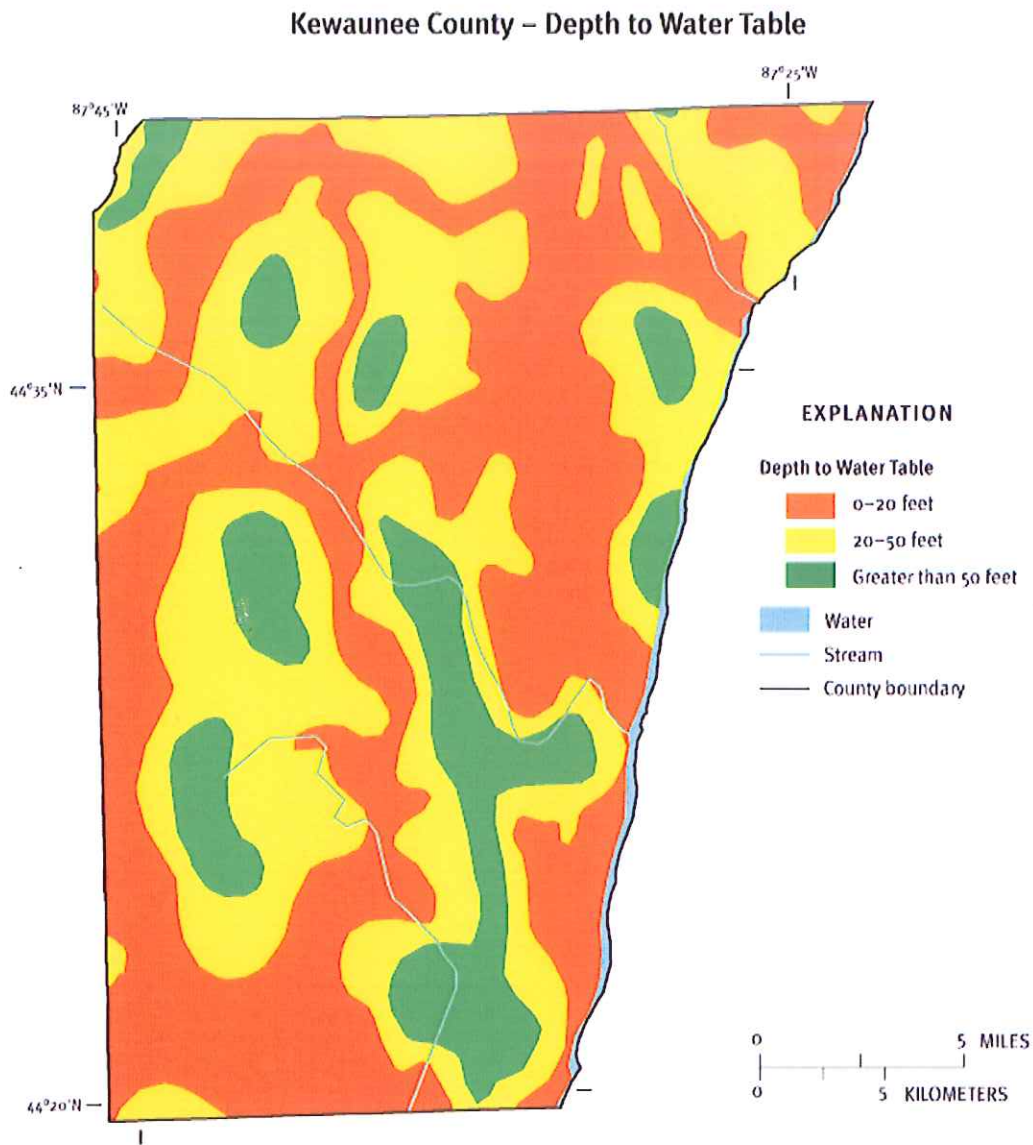 Kewaunee County – Depth to Water Table
87°45'W
87°25'W
44°35'N
EXPLANATION
Depth to Water Table
0–20 feet
20–50 feet
Greater than 50 feet
Water
Stream
County boundary
0 5 MILES
0 5 KILOMETERS
44°20'N